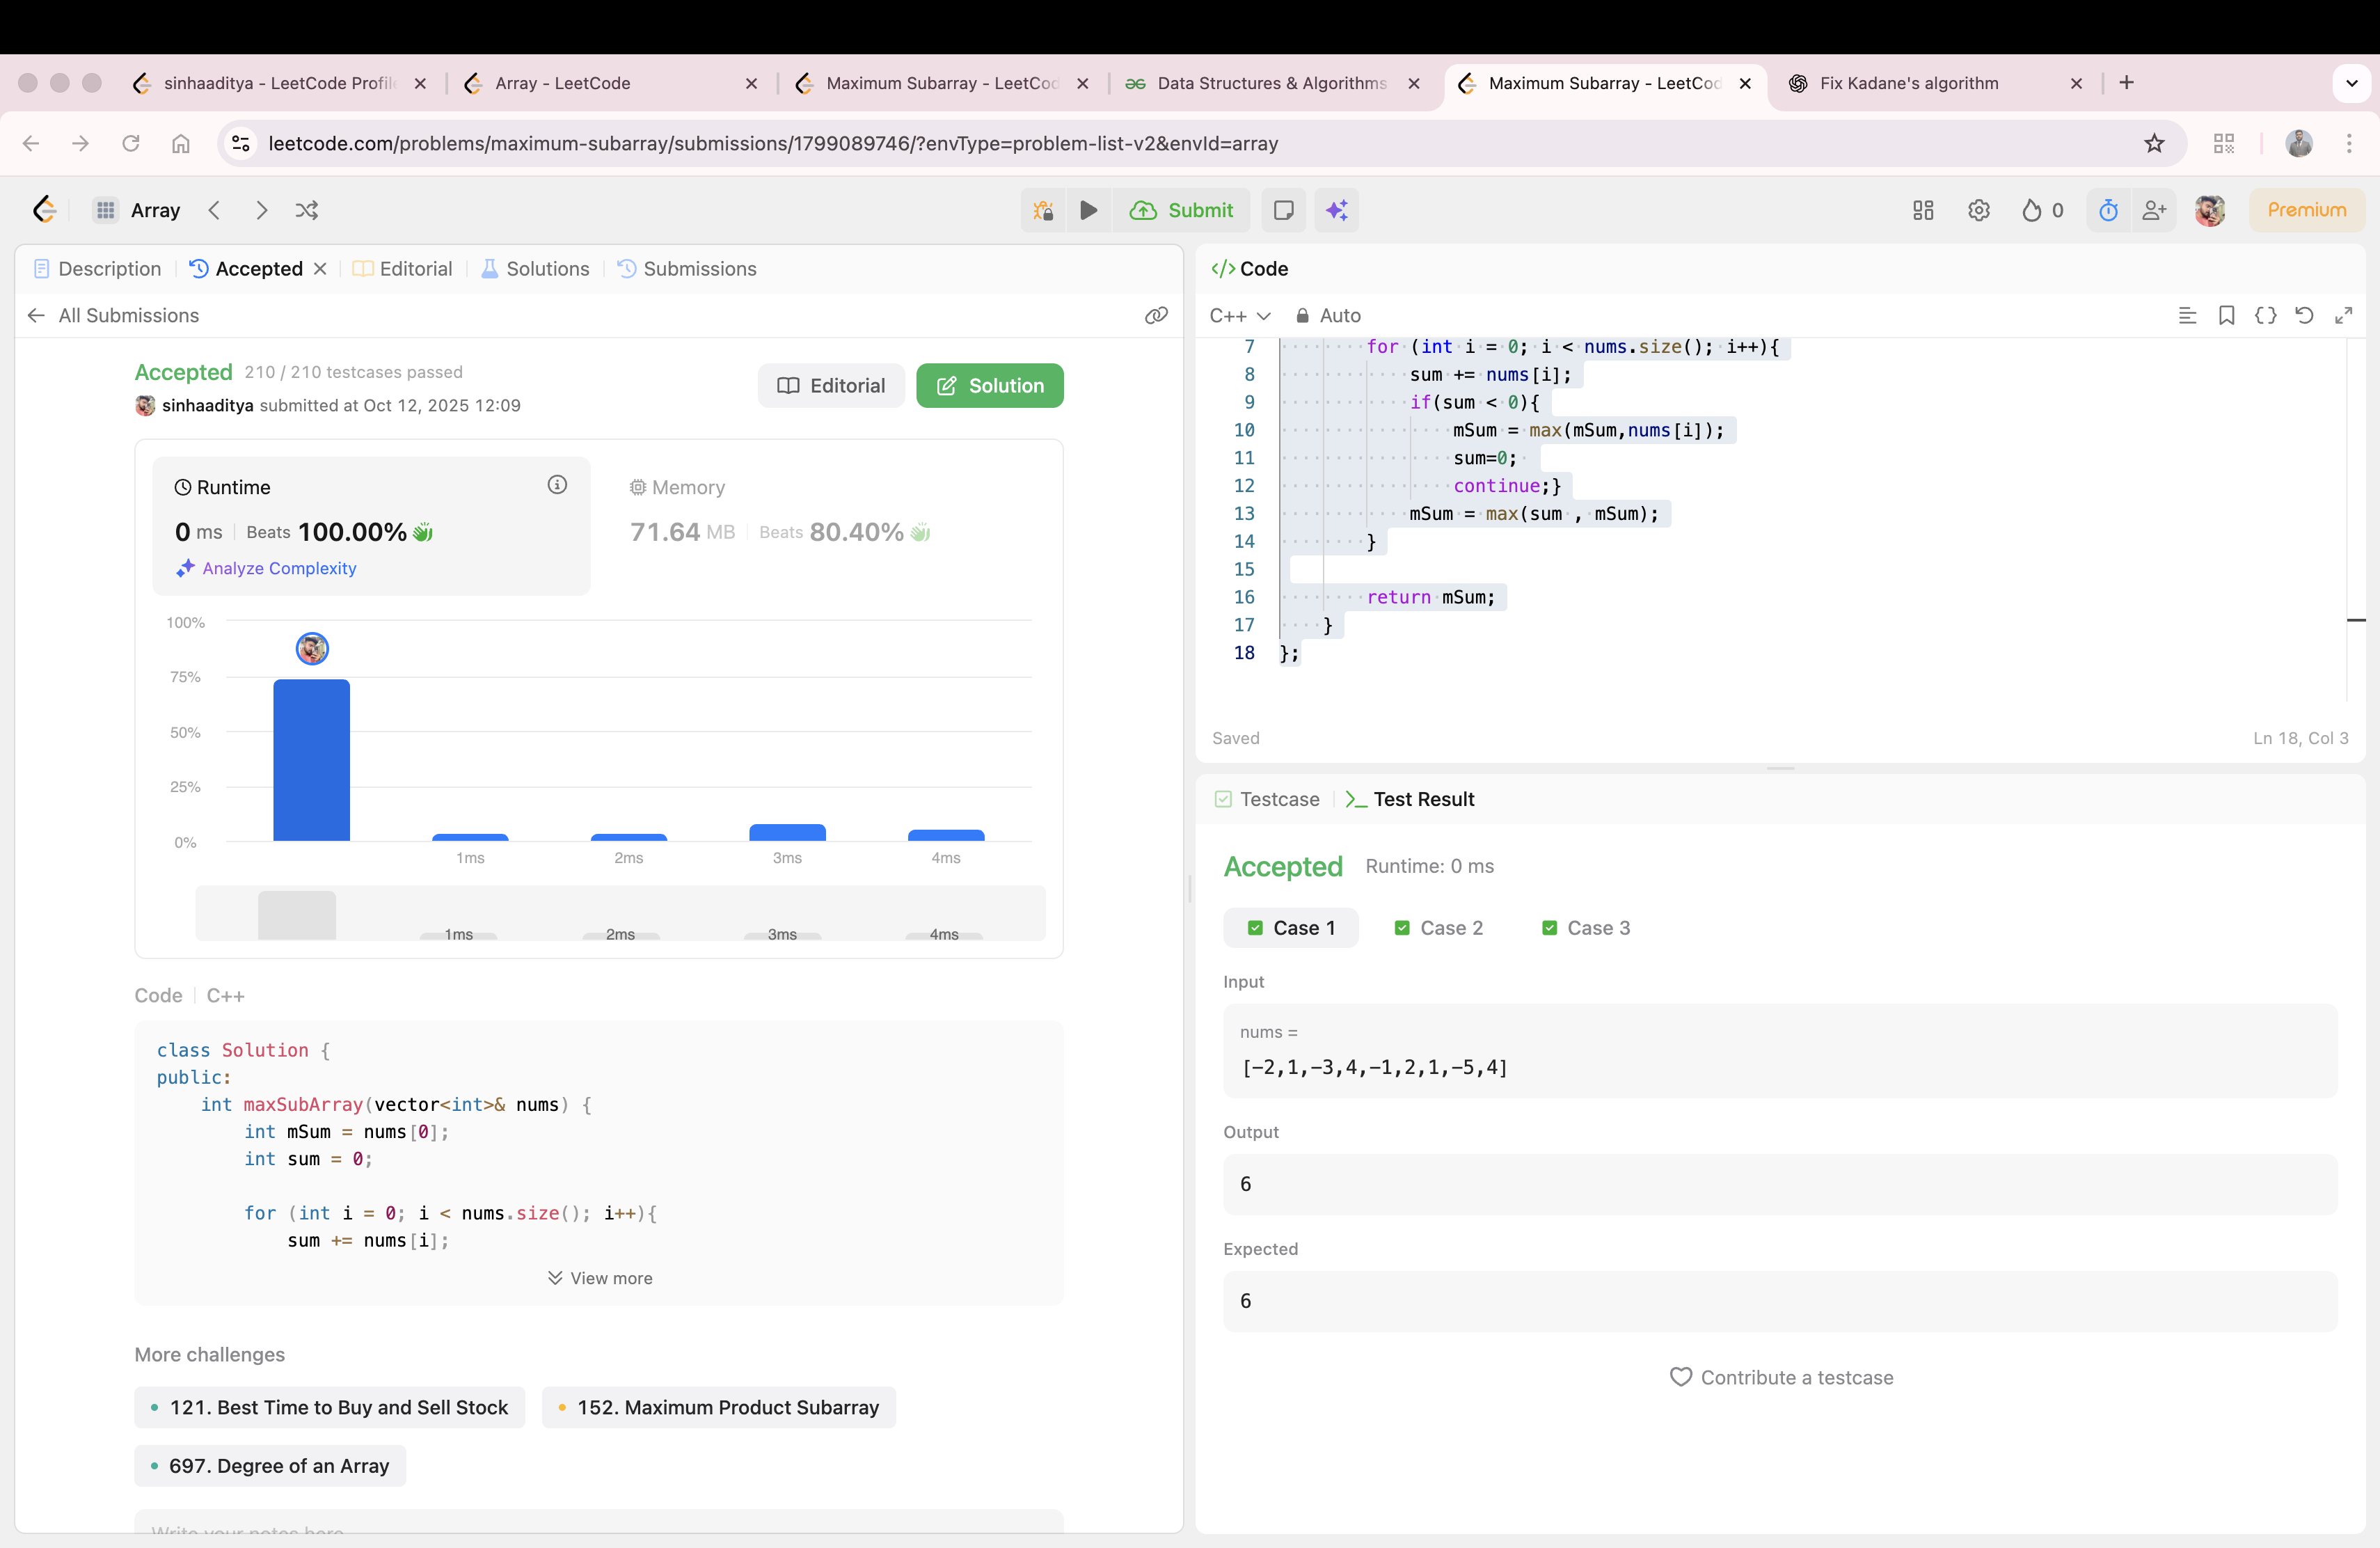 sinhaaditya - LeetCode Profil
Array - LeetCode
Maximum Subarray - LeetCod
Data Structures & Algorithms
Maximum Subarray - LeetCod
Fix Kadane's algorithm
leetcode.com/problems/maximum-subarray/submissions/1799089746/?envType=problem-list-v2&envId=array
Array
Submit
0
Premium
Description
Accepted
Editorial
Solutions
Submissions
All Submissions
Accepted 210 / 210 testcases passed
sinhaaditya submitted at Oct 12, 2025 12:09
Editorial
Solution
Runtime
0 ms Beats 100.00%
Analyze Complexity
Memory
71.64 MB Beats 80.40%
100%
75%
50%
25%
0%
1ms 2ms 3ms 4ms
1ms 2ms 3ms 4ms
Code C++
class Solution {
public:
int maxSubArray(vector<int>& nums) {
int mSum = nums[0];
int sum = 0;
for (int i = 0; i < nums.size(); i++){
sum += nums[i];
View more
More challenges
121. Best Time to Buy and Sell Stock
152. Maximum Product Subarray
697. Degree of an Array
Write your notes here
</> Code
C++ Auto
7 for (int i = 0; i < nums.size(); i++){
8 sum += nums[i];
9 if(sum < 0){
10 mSum = max(mSum,nums[i]);
11 sum=0;
12 continue;}
13 mSum = max(sum , mSum);
14 }
15
16 return mSum;
17 }
18 };
Saved
Ln 18, Col 3
Testcase
Test Result
Accepted Runtime: 0 ms
Case 1 Case 2 Case 3
Input
nums =
[-2,1,-3,4,-1,2,1,-5,4]
Output
6
Expected
6
Contribute a testcase